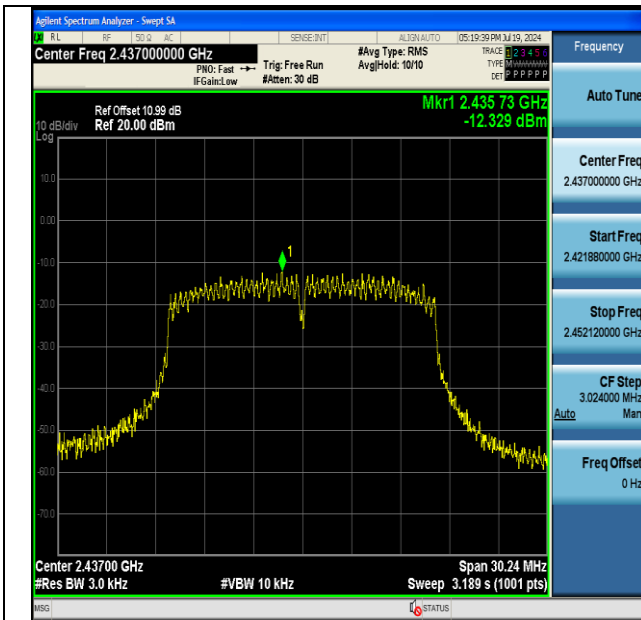 Agilent Spectrum Analyzer - Swept SA
RL RF 50 Ω AC SENSE:INT ALIGN AUTO 05:19:39 PM Jul 19, 2024
Center Freq 2.437000000 GHz
PNO: Fast
IFGain:Low
Trig: Free Run
#Atten: 30 dB
#Avg Type: RMS
Avg|Hold: 10/10
TRACE 1 2 3 4 5 6
TYPE MWWWWW
DET P P P P P P
Mkr1 2.435 73 GHz
-12.329 dBm
Ref Offset 10.99 dB
10 dB/div Ref 20.00 dBm
Log
1
10.0
0.00
-10.0
-20.0
-30.0
-40.0
-50.0
-60.0
-70.0
Center 2.43700 GHz Span 30.24 MHz
#Res BW 3.0 kHz #VBW 10 kHz Sweep 3.189 s (1001 pts)
MSG STATUS
Frequency
Auto Tune
Center Freq
2.437000000 GHz
Start Freq
2.421880000 GHz
Stop Freq
2.452120000 GHz
CF Step
3.024000 MHz
Auto Man
Freq Offset
0 Hz